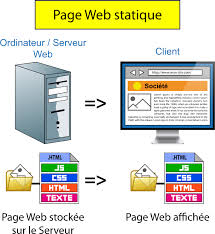 Page Web statique
Ordinateur / Serveur
Web
Client
=>
Société
HTML
JS
CSS
HTML
TEXTE
=>
HTML
JS
CSS
HTML
TEXTE
Page Web stockée
sur le Serveur
Page Web affichée